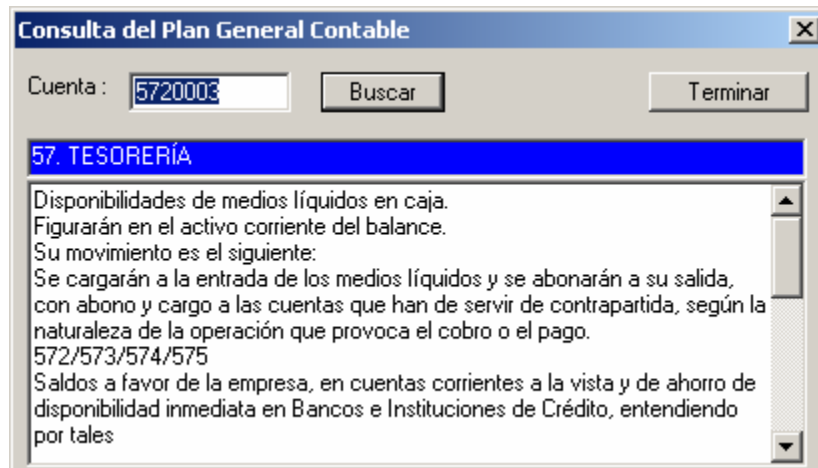 Consulta del Plan General Contable
Cuenta : 5720003 Buscar Terminar
57. TESORERÍA
Disponibilidades de medios líquidos en caja.
Figurarán en el activo corriente del balance.
Su movimiento es el siguiente:
Se cargarán a la entrada de los medios líquidos y se abonarán a su salida,
con abono y cargo a las cuentas que han de servir de contrapartida, según la
naturaleza de la operación que provoca el cobro o el pago.
572/573/574/575
Saldos a favor de la empresa, en cuentas corrientes a la vista y de ahorro de
disponibilidad inmediata en Bancos e Instituciones de Crédito, entendiendo
por tales